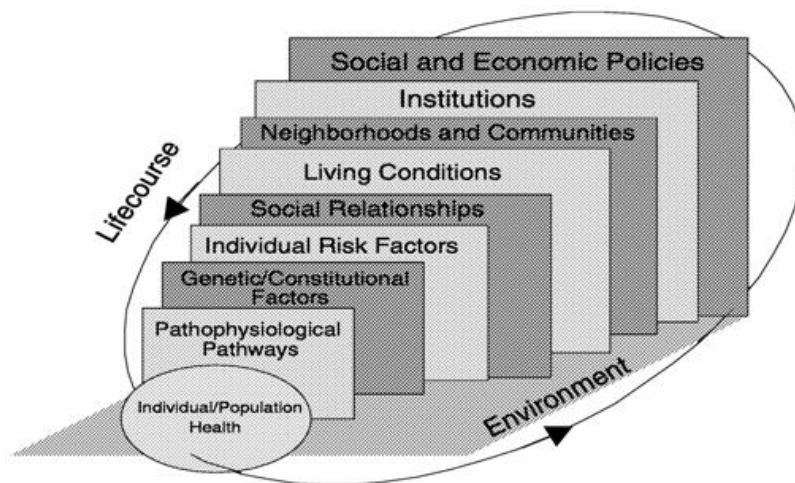 Social and Economic Policies
Institutions
Neighborhoods and Communities
Living Conditions
Social Relationships
Individual Risk Factors
Genetic/Constitutional
Factors
Pathophysiological
Pathways
Individual/Population
Health
Lifecourse
Environment